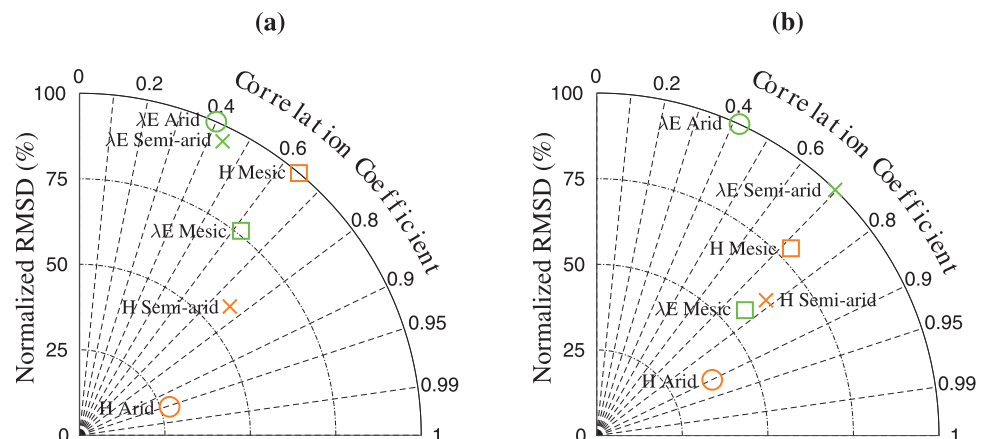 (a)
Correlation Coefficient
Normalized RMSD (%)
100
75
50
25
0
0
0.2
0.4
0.6
0.8
0.9
0.95
0.99
1
λE Arid
λE Semi-arid
H Mesic
λE Mesic
H Semi-arid
H Arid
(b)
Correlation Coefficient
Normalized RMSD (%)
100
75
50
25
0
0
0.2
0.4
0.6
0.8
0.9
0.95
0.99
1
λE Arid
λE Semi-arid
H Mesic
λE Mesic
H Semi-arid
H Arid